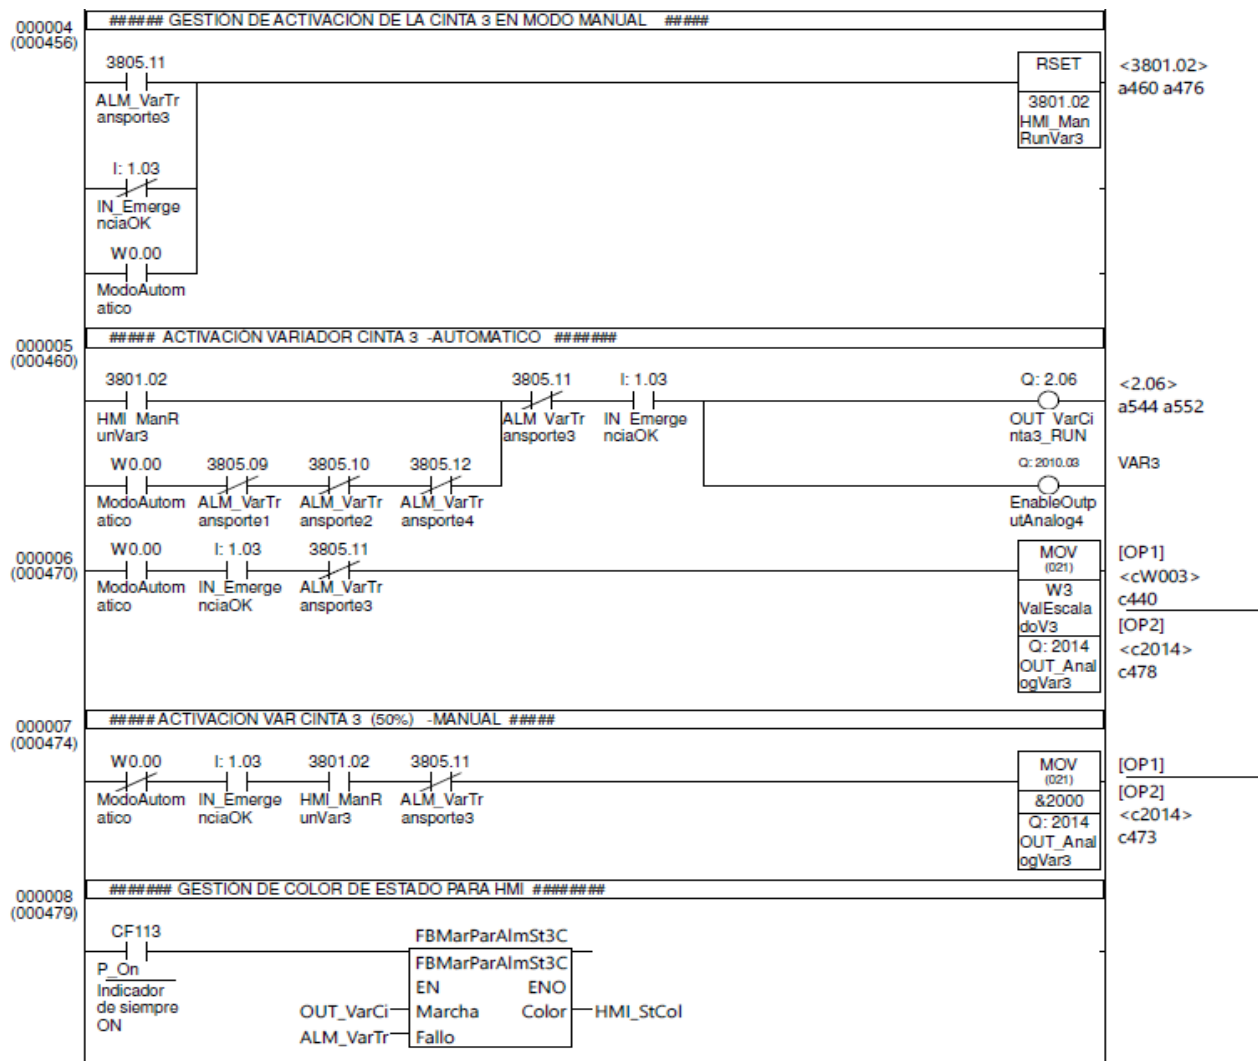 000004
(000456)
###### GESTIÓN DE ACTIVACIÓN DE LA CINTA 3 EN MODO MANUAL #####
3805.11
ALM_VarTr
ansporte3
I: 1.03
IN_Emerge
nciaOK
W0.00
ModoAutom
atico
RSET
3801.02
HMI_Man
RunVar3
<3801.02>
a460 a476
000005
(000460)
##### ACTIVACIÓN VARIADOR CINTA 3 -AUTOMATICO #######
3801.02
HMI_ManR
unVar3
3805.11
ALM_VarTr
ansporte3
I: 1.03
IN_Emerge
nciaOK
Q: 2.06
OUT_VarCi
nta3_RUN
<2.06>
a544 a552
W0.00
ModoAutom
atico
3805.09
ALM_VarTr
ansporte1
3805.10
ALM_VarTr
ansporte2
3805.12
ALM_VarTr
ansporte4
Q: 2010.03
EnableOutp
utAnalog4
VAR3
000006
(000470)
W0.00
ModoAutom
atico
I: 1.03
IN_Emerge
nciaOK
3805.11
ALM_VarTr
ansporte3
MOV
(021)
W3
ValEscala
doV3
Q: 2014
OUT_Anal
ogVar3
[OP1]
<cW003>
c440
[OP2]
<c2014>
c478
000007
(000474)
##### ACTIVACION VAR CINTA 3 (50%) -MANUAL #####
W0.00
ModoAutom
atico
I: 1.03
IN_Emerge
nciaOK
3801.02
HMI_ManR
unVar3
3805.11
ALM_VarTr
ansporte3
MOV
(021)
&2000
Q: 2014
OUT_Anal
ogVar3
[OP1]
[OP2]
<c2014>
c473
000008
(000479)
####### GESTIÓN DE COLOR DE ESTADO PARA HMI ########
CF113
P_On
Indicador
de siempre
ON
FBMarParAlmSt3C
FBMarParAlmSt3C
EN ENO
OUT_VarCi Marcha Color HMI_StCol
ALM_VarTr Fallo